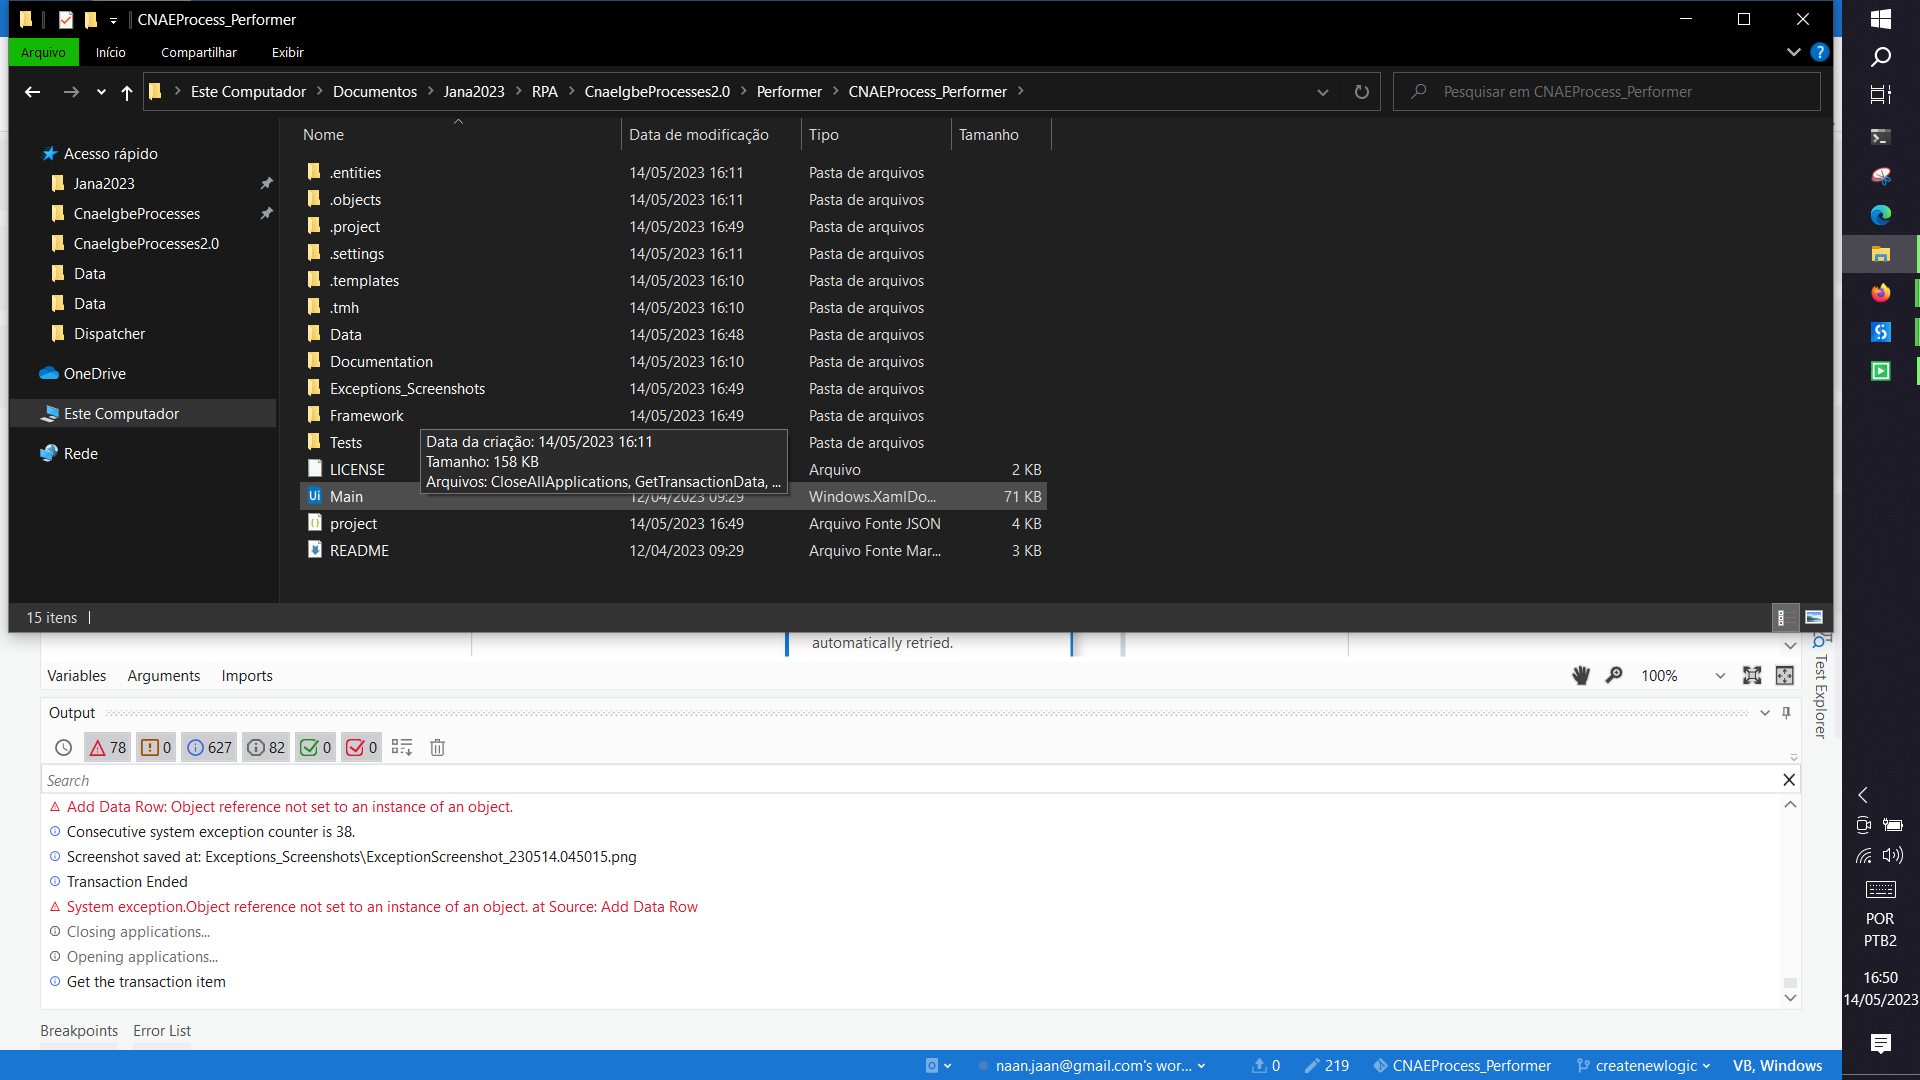 CNAEProcess_Performer
Arquivo Início Compartilhar Exibir
Este Computador Documentos Jana2023 RPA CnaeIgbeProcesses2.0 Performer CNAEProcess_Performer Pesquisar em CNAEProcess_Performer
Nome Data de modificação Tipo Tamanho
Acesso rápido
Jana2023
CnaeIgbeProcesses
CnaeIgbeProcesses2.0
Data
Data
Dispatcher
OneDrive
Este Computador
Rede
.entities 14/05/2023 16:11 Pasta de arquivos
.objects 14/05/2023 16:11 Pasta de arquivos
.project 14/05/2023 16:49 Pasta de arquivos
.settings 14/05/2023 16:11 Pasta de arquivos
.templates 14/05/2023 16:10 Pasta de arquivos
.tmh 14/05/2023 16:10 Pasta de arquivos
Data 14/05/2023 16:48 Pasta de arquivos
Documentation 14/05/2023 16:10 Pasta de arquivos
Exceptions_Screenshots 14/05/2023 16:49 Pasta de arquivos
Framework 14/05/2023 16:49 Pasta de arquivos
Tests Pasta de arquivos
LICENSE Arquivo 2 KB
Ui Main 12/04/2023 09:29 Windows.XamlDo... 71 KB
project 14/05/2023 16:49 Arquivo Fonte JSON 4 KB
README 12/04/2023 09:29 Arquivo Fonte Mar... 3 KB
Data da criação: 14/05/2023 16:11
Tamanho: 158 KB
Arquivos: CloseAllApplications, GetTransactionData, ...
15 itens
automatically retried.
Variables Arguments Imports 100%
Test Explorer
Output
78 0 627 82 0 0
Search
Add Data Row: Object reference not set to an instance of an object.
Consecutive system exception counter is 38.
Screenshot saved at: Exceptions_Screenshots\ExceptionScreenshot_230514.045015.png
Transaction Ended
System exception.Object reference not set to an instance of an object. at Source: Add Data Row
Closing applications...
Opening applications...
Get the transaction item
Breakpoints Error List
naan.jaan@gmail.com's wor... 0 219 CNAEProcess_Performer createnewlogic VB, Windows
POR
PTB2
16:50
14/05/2023